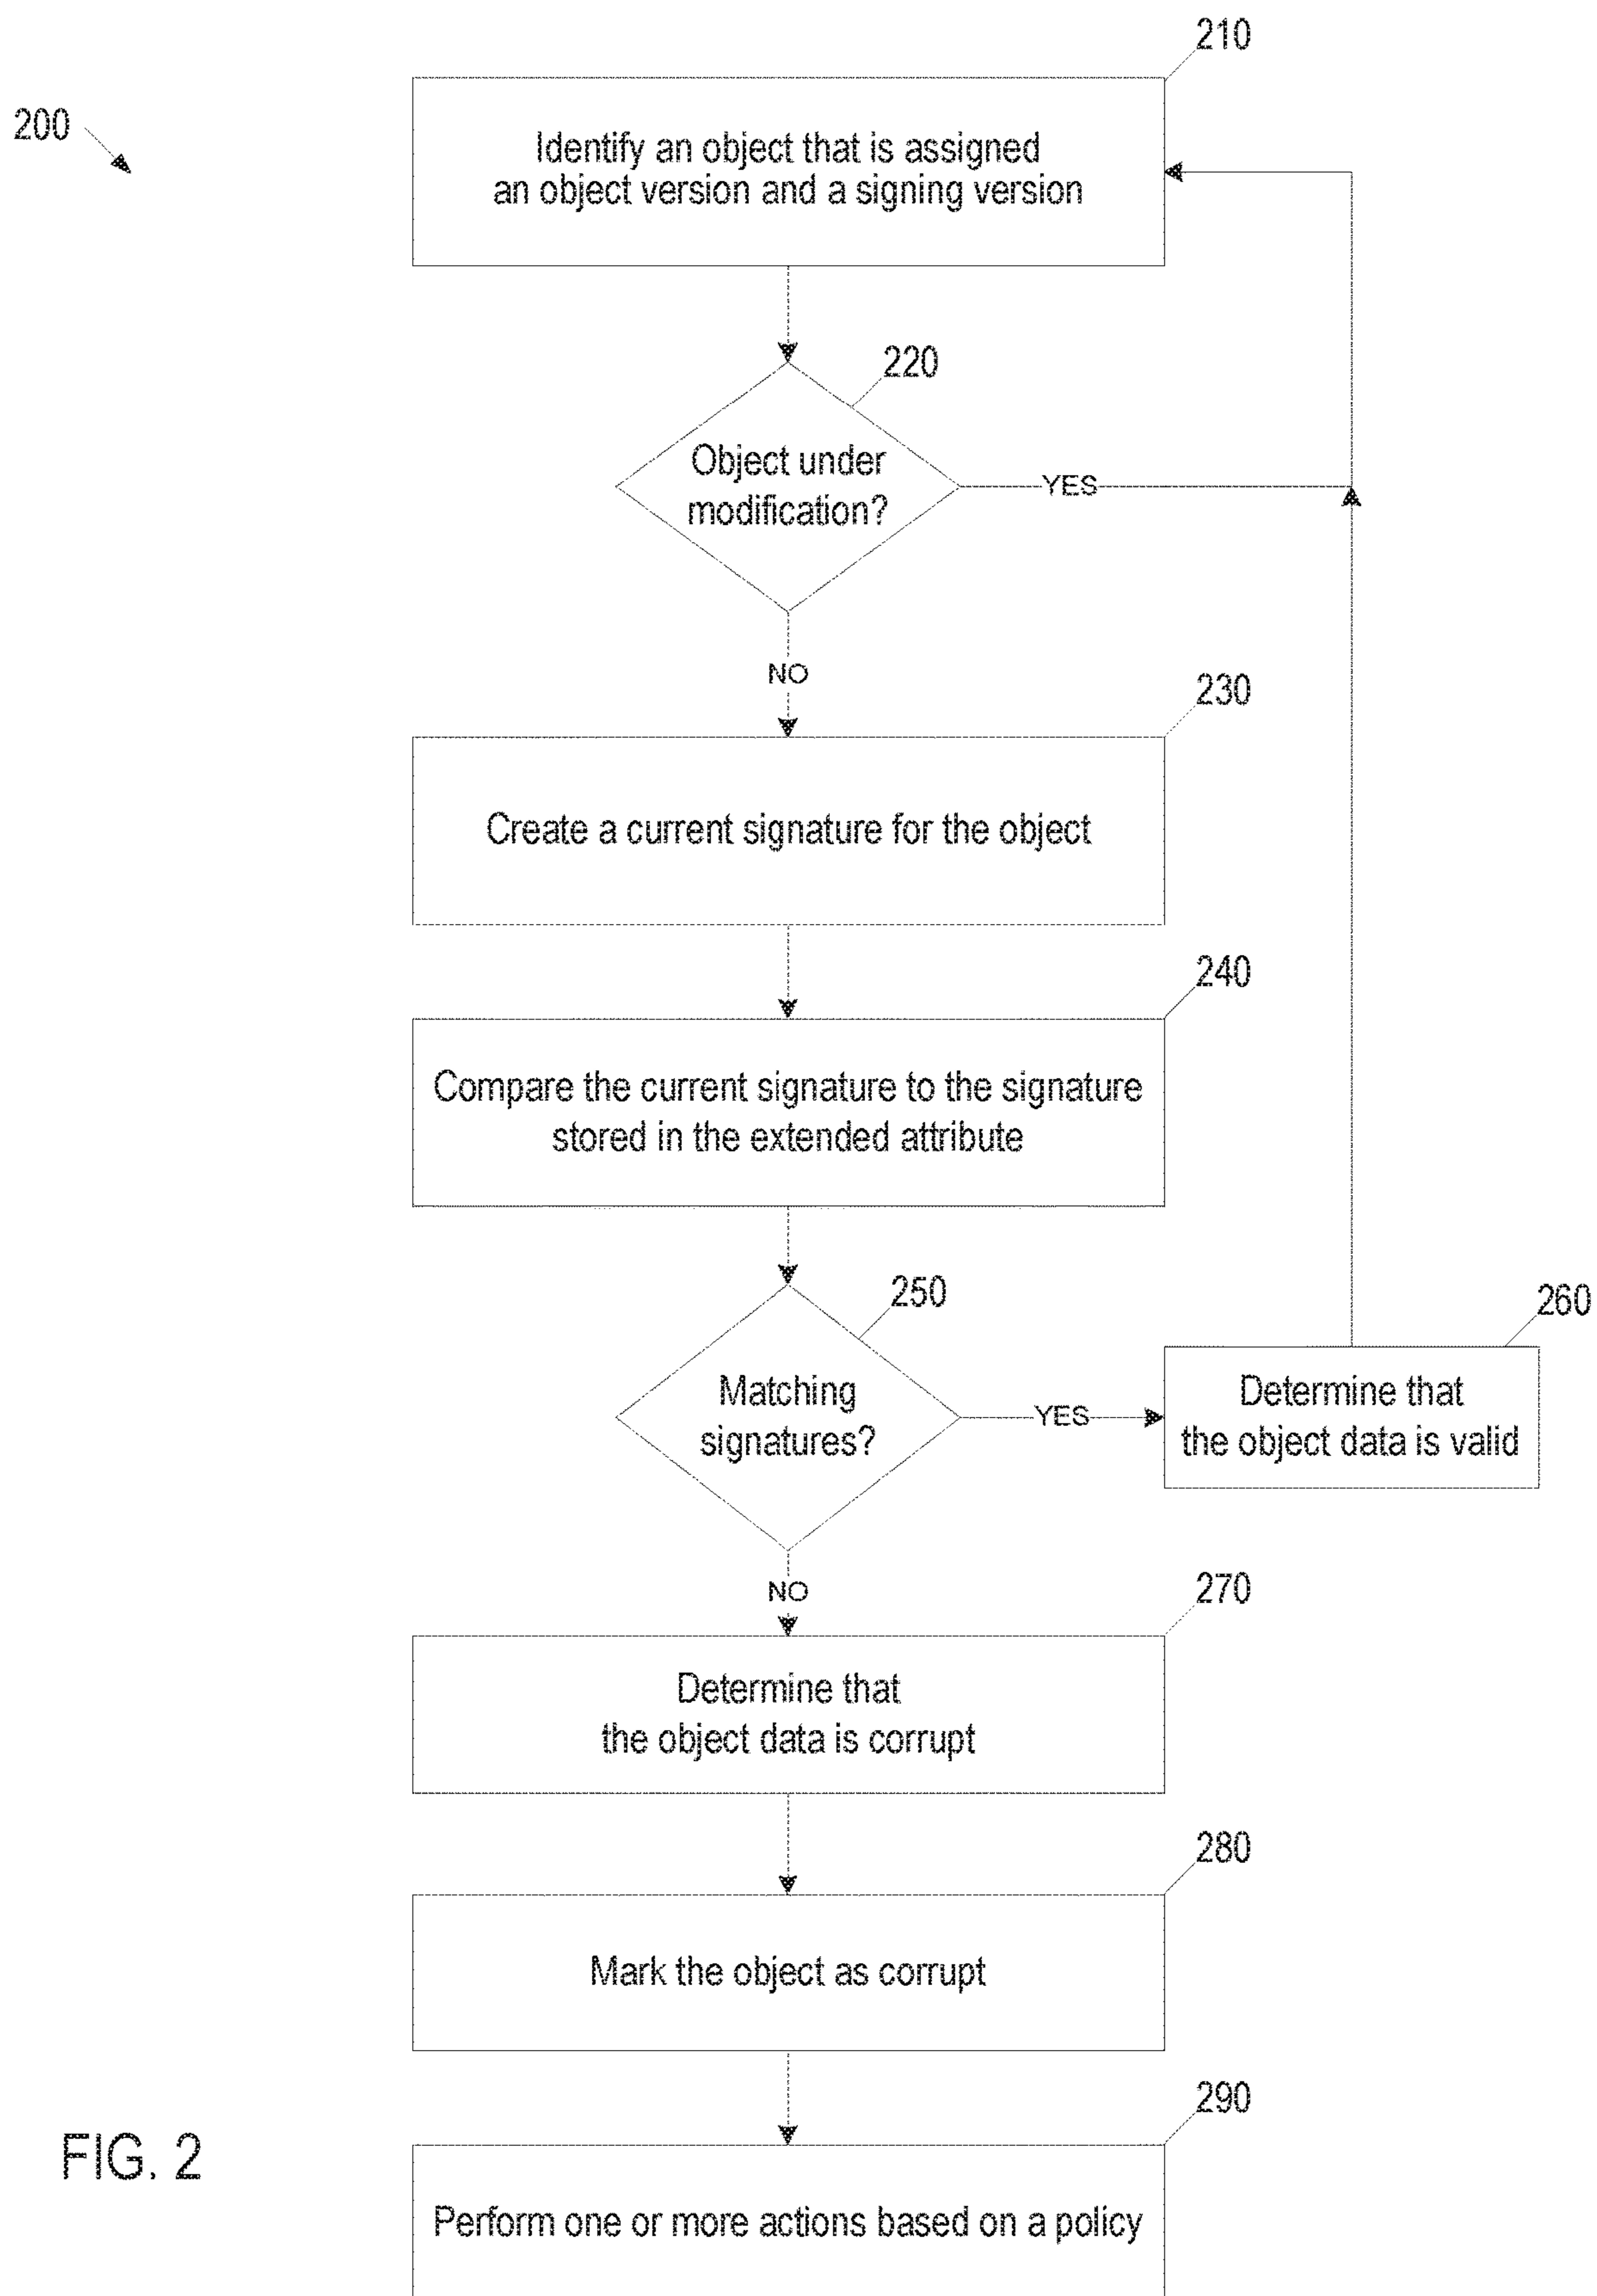 210
200
Identify an object that is assigned
an object version and a signing version
220
Object under
modification?
YES
NO
230
Create a current signature for the object
240
Compare the current signature to the signature
stored in the extended attribute
250
260
Matching
signatures?
YES
Determine that
the object data is valid
NO
270
Determine that
the object data is corrupt
280
Mark the object as corrupt
290
FIG. 2
Perform one or more actions based on a policy